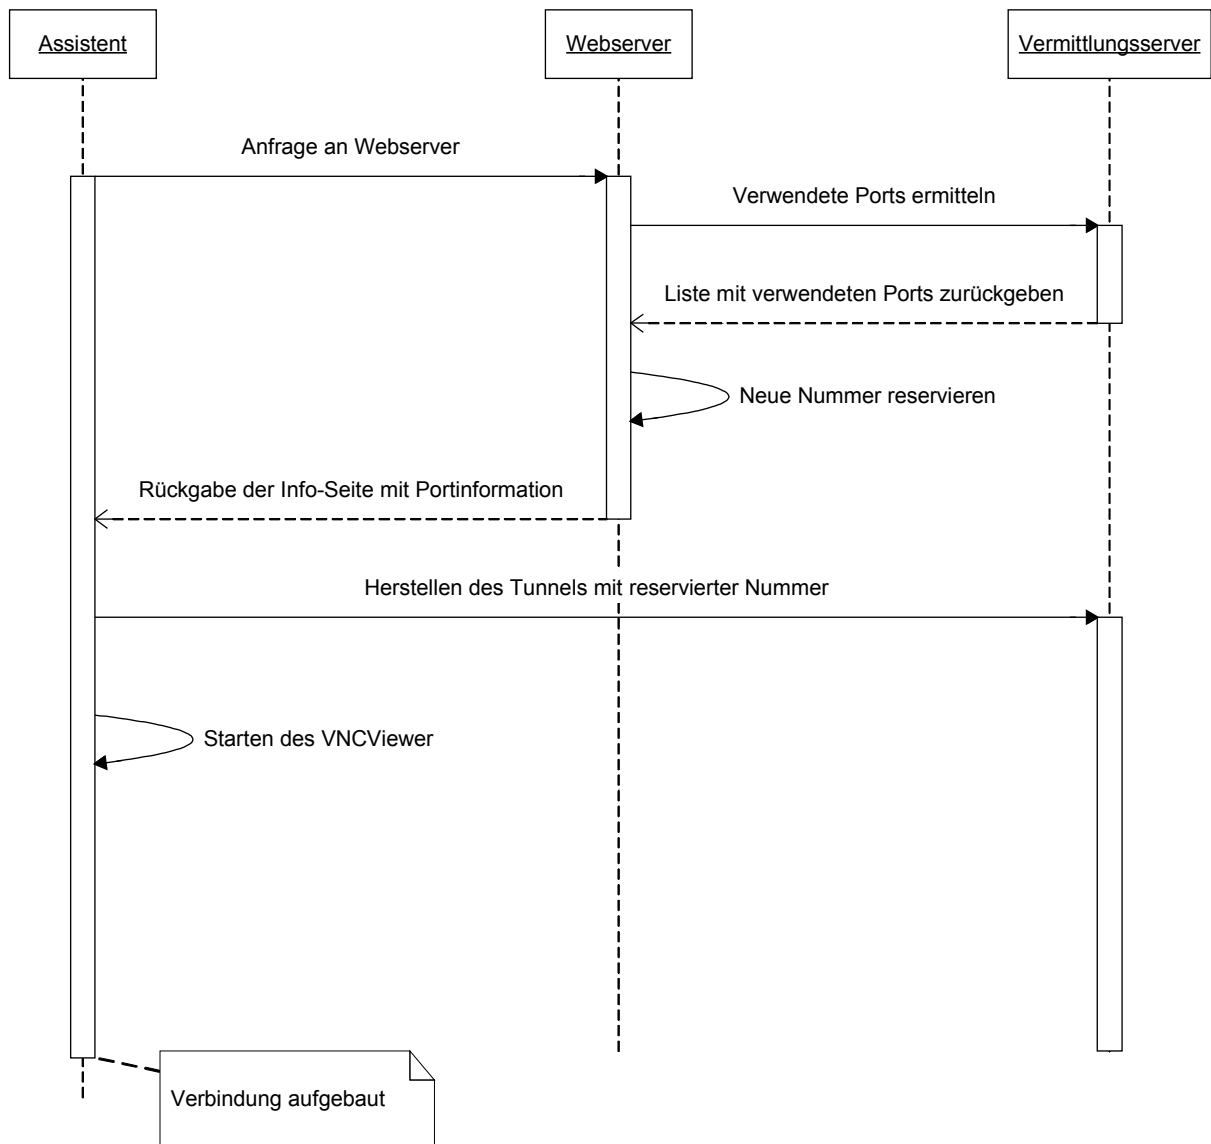 Assistent
Webserver
Vermittlungsserver
Anfrage an Webserver
Verwendete Ports ermitteln
Liste mit verwendeten Ports zurückgeben
Neue Nummer reservieren
Rückgabe der Info-Seite mit Portinformation
Herstellen des Tunnels mit reservierter Nummer
Starten des VNCViewer
Verbindung aufgebaut